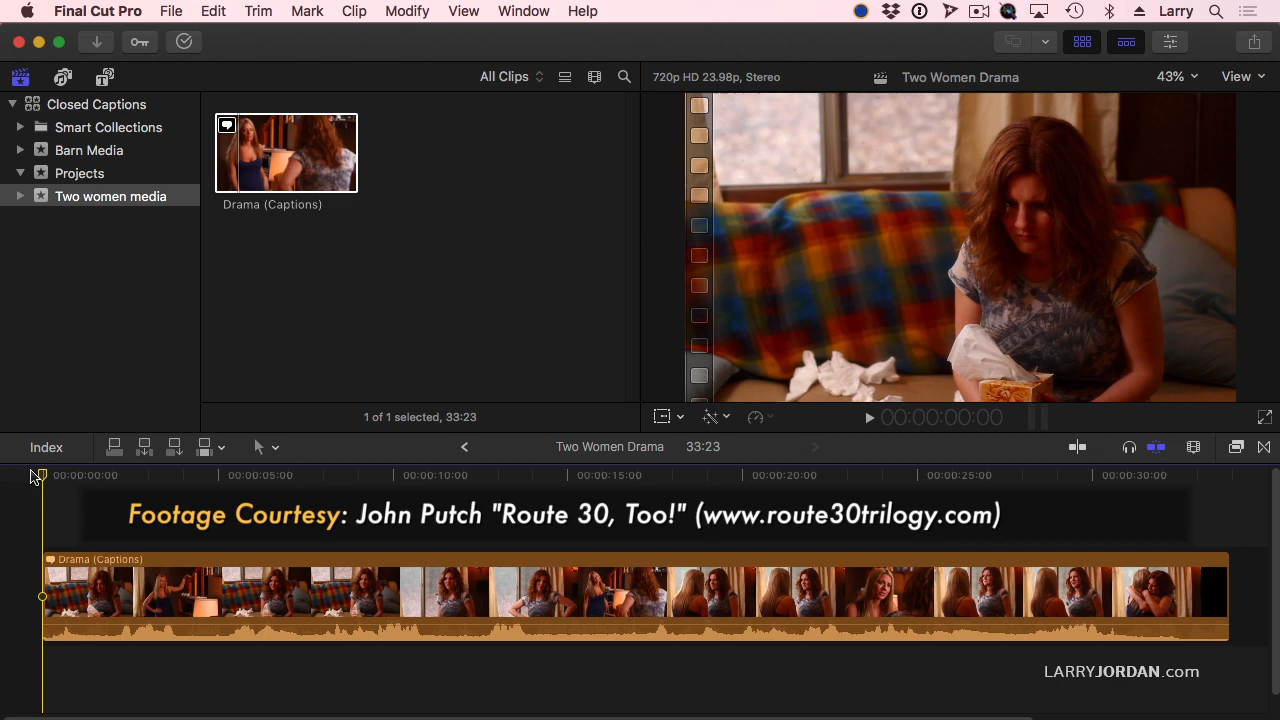 Final Cut Pro File Edit Trim Mark Clip Modify View Window Help Larry
All Clips 720p HD 23.98p, Stereo Two Women Drama 43% View
Closed Captions
Smart Collections
Barn Media
Projects
Two women media
Drama (Captions)
1 of 1 selected, 33:23 00:00:00:00
Index Two Women Drama 33:23
00:00:00:00 00:00:05:00 00:00:10:00 00:00:15:00 00:00:20:00 00:00:25:00 00:00:30:00
Footage Courtesy: John Putch "Route 30, Too!" (www.route30trilogy.com)
Drama (Captions)
LARRYJORDAN.com